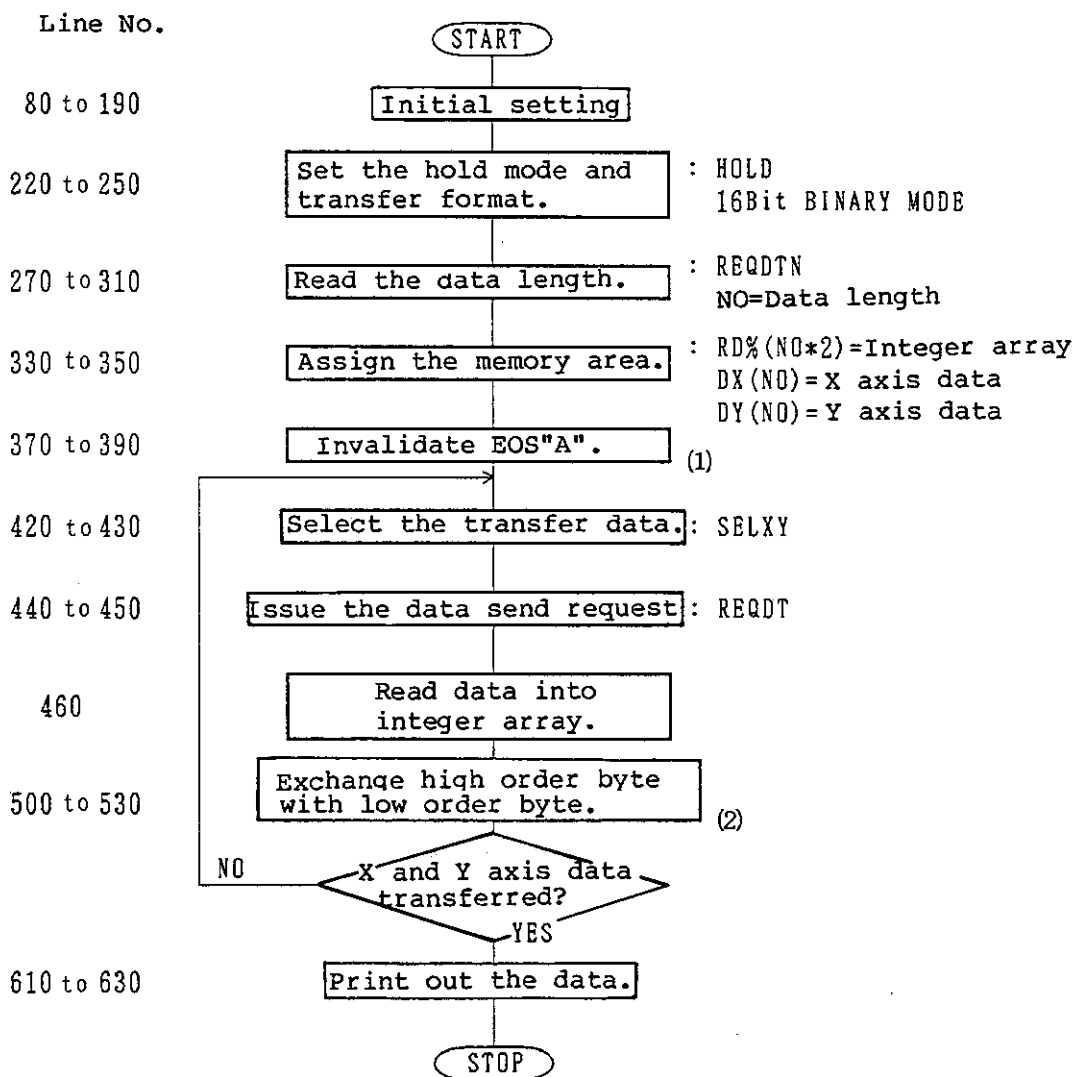 Line No.
START
80 to 190
Initial setting
220 to 250
Set the hold mode and
transfer format.
: HOLD
16Bit BINARY MODE
270 to 310
Read the data length.
: REQDTN
NO=Data length
330 to 350
Assign the memory area.
: RD%(NO*2)=Integer array
DX(NO)=X axis data
DY(NO)=Y axis data
370 to 390
Invalidate EOS"A".
(1)
420 to 430
Select the transfer data.
: SELXY
440 to 450
Issue the data send request
: REQDT
460
Read data into
integer array.
500 to 530
Exchange high order byte
with low order byte.
(2)
NO
X and Y axis data
transferred?
YES
610 to 630
Print out the data.
STOP